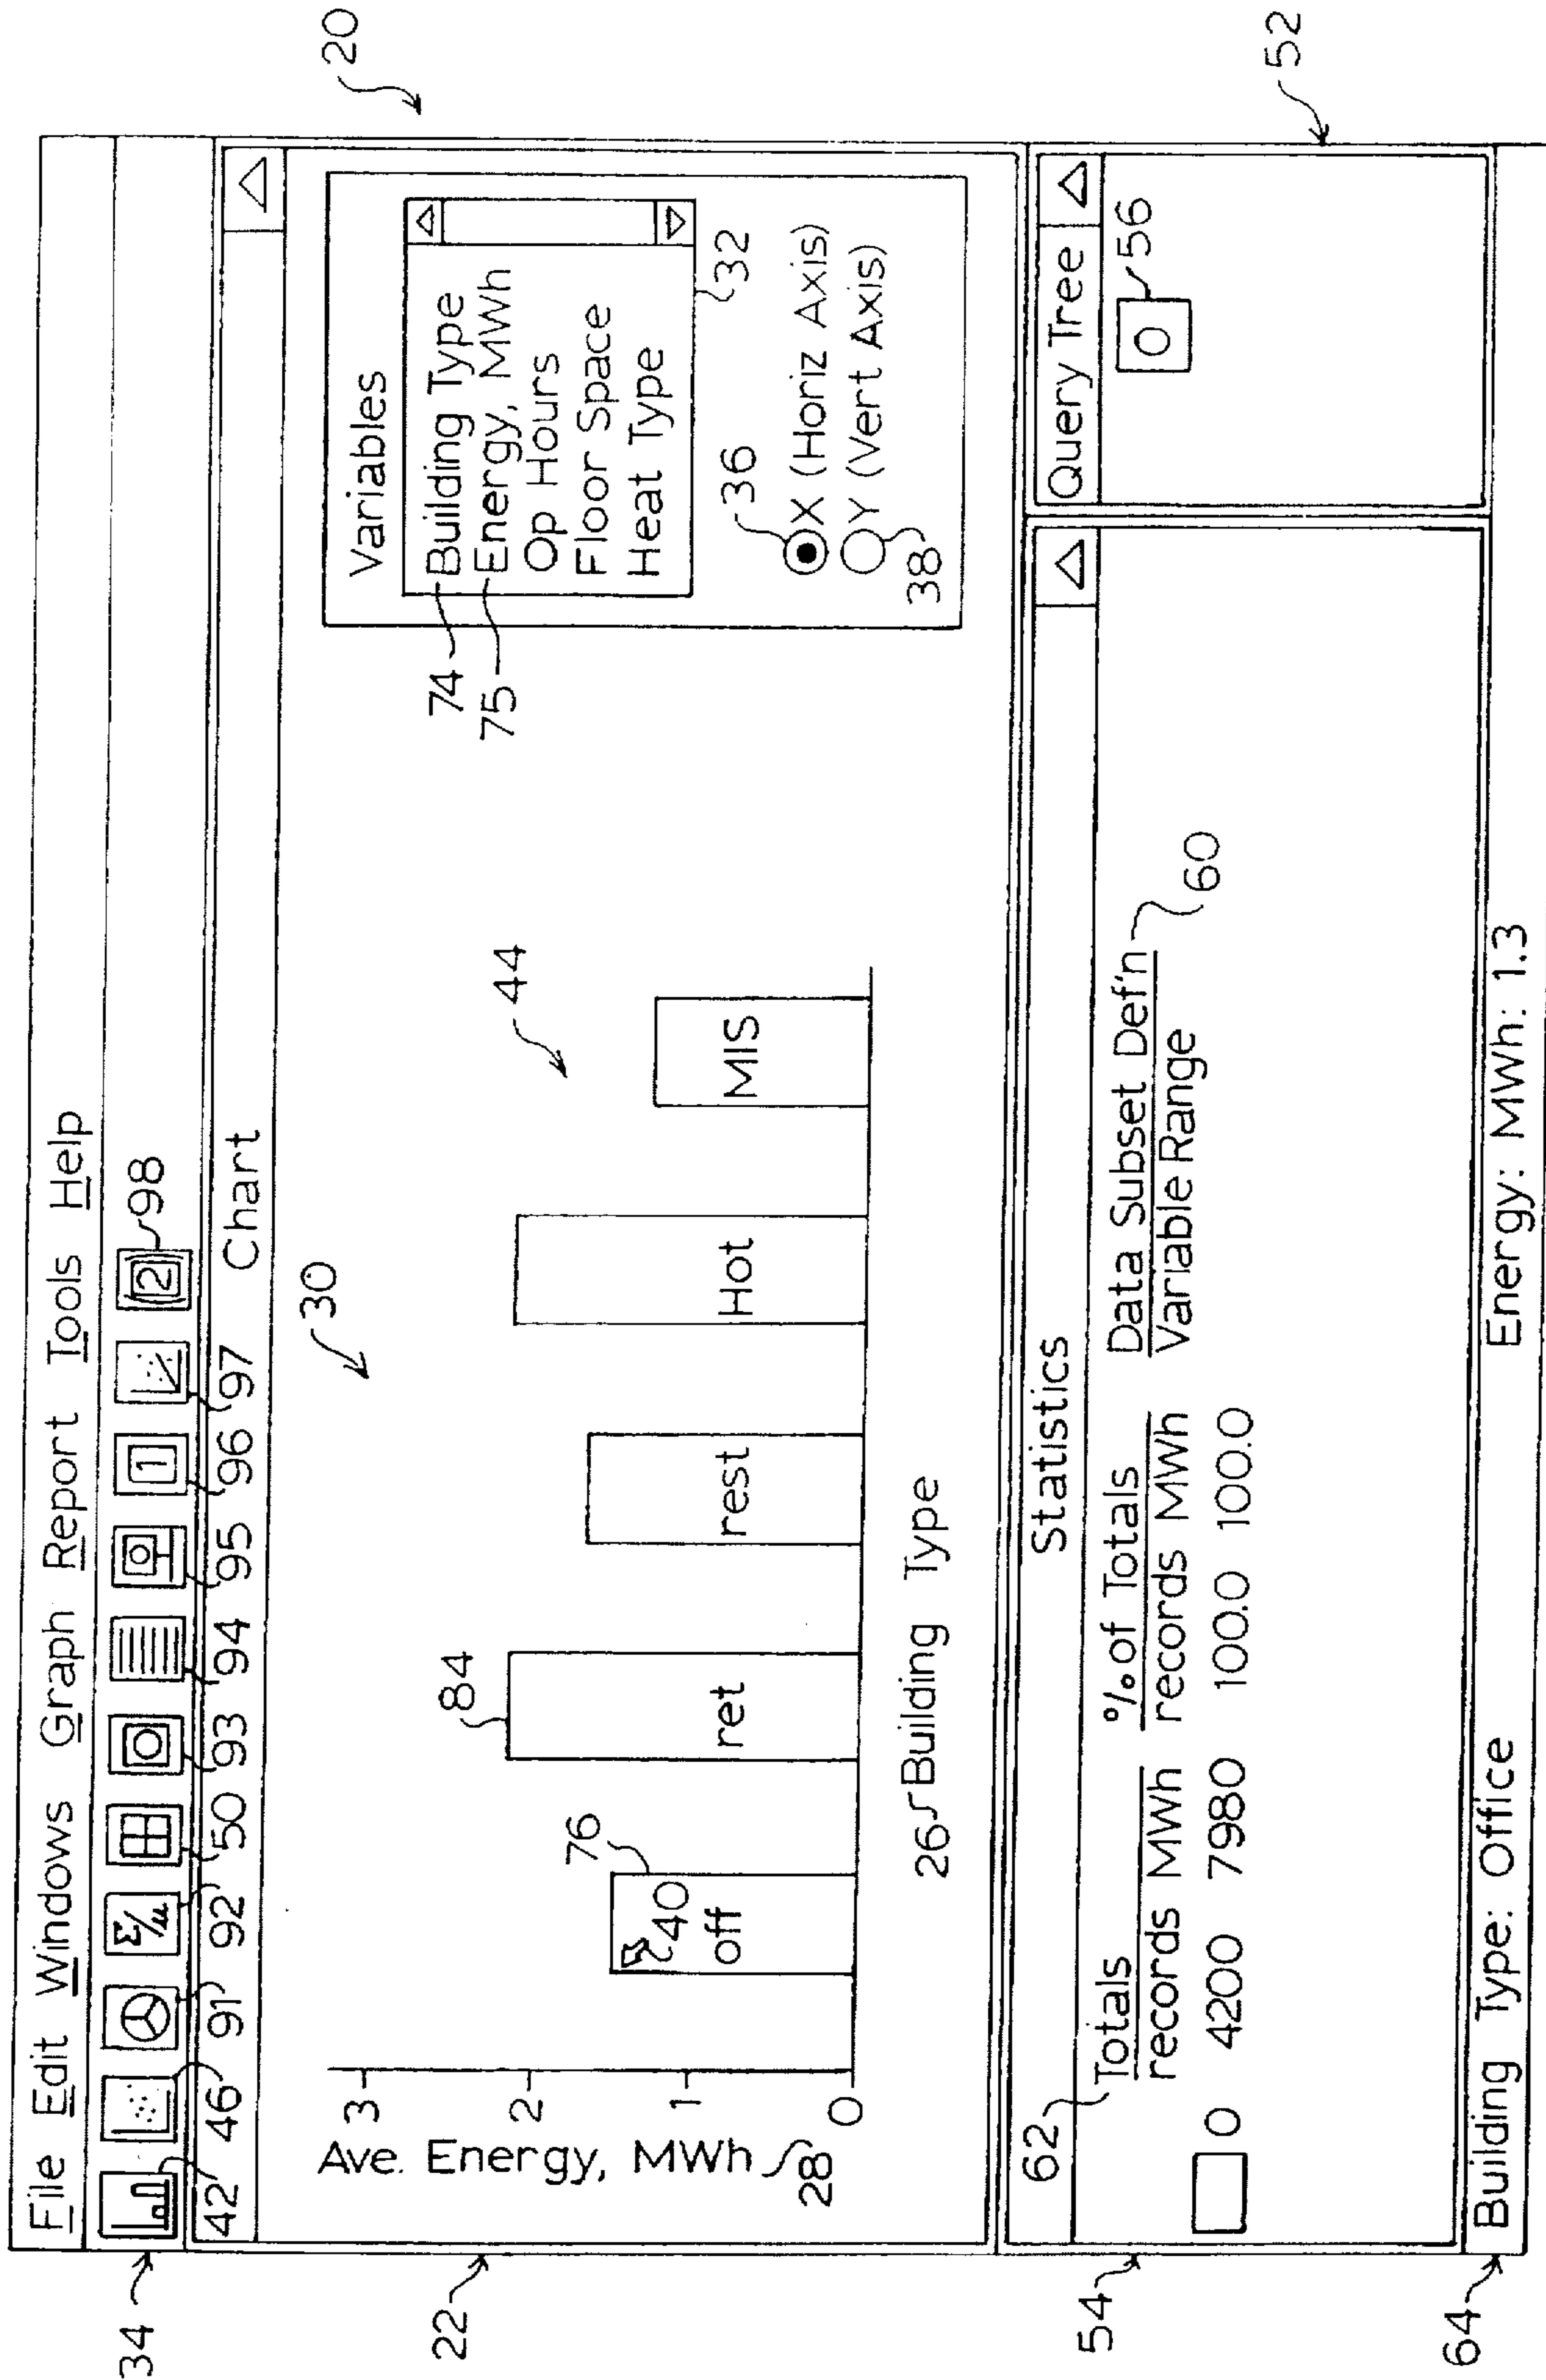 File Edit Windows Graph Report Tools Help
34
42 46 91 92 50 93 94 95 96 97 98
1
2
Σ/u
Chart
20
22
30
44
Variables
74 Building Type
75 Energy, MWh
Op Hours
Floor Space
Heat Type
32
36
X (Horiz Axis)
Y (Vert Axis)
38
Ave. Energy, MWh 28
3
2
1
0
76
40
off
84
ret
rest
Hot
MIS
26 Building Type
Statistics
Query Tree
0 56
52
54
62
Totals
% of Totals
Data Subset Def'n 60
records MWh
records MWh
Variable Range
0 4200 7980 100.0 100.0
64
Building Type: Office
Energy: MWh: 1.3